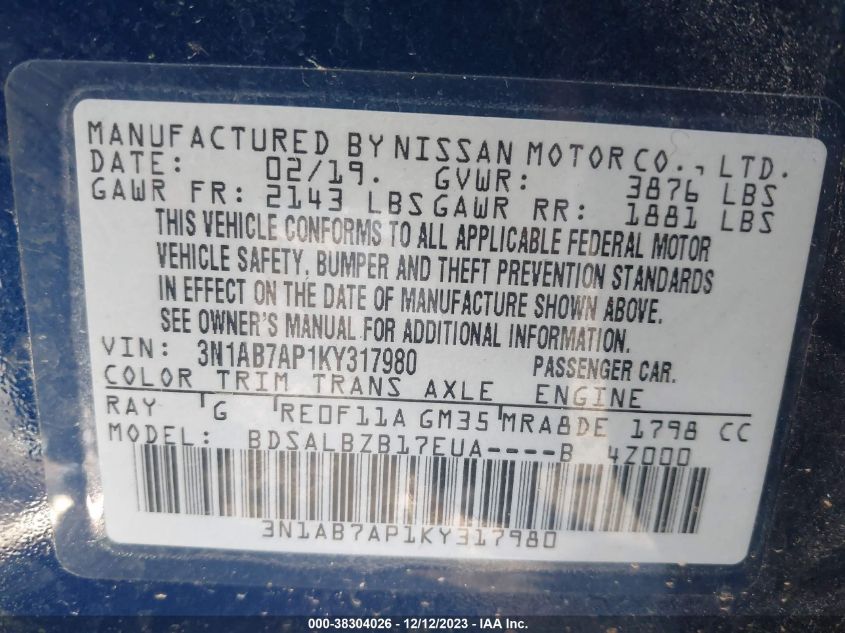 MANUFACTURED BY NISSAN MOTOR CO., LTD.
DATE: 02/19. GVWR: 3876 LBS
GAWR FR: 2143 LBS GAWR RR: 1881 LBS
THIS VEHICLE CONFORMS TO ALL APPLICABLE FEDERAL MOTOR
VEHICLE SAFETY, BUMPER AND THEFT PREVENTION STANDARDS
IN EFFECT ON THE DATE OF MANUFACTURE SHOWN ABOVE.
SEE OWNER'S MANUAL FOR ADDITIONAL INFORMATION.
VIN: 3N1AB7AP1KY317980 PASSENGER CAR.
COLOR TRIM TRANS AXLE ENGINE
RAY G RE0F11A GM35 MRA8DE 1798 CC
MODEL: BDSALBZB17EUA----B 4Z000
3N1AB7AP1KY317980
000-38304026 - 12/12/2023 - IAA Inc.